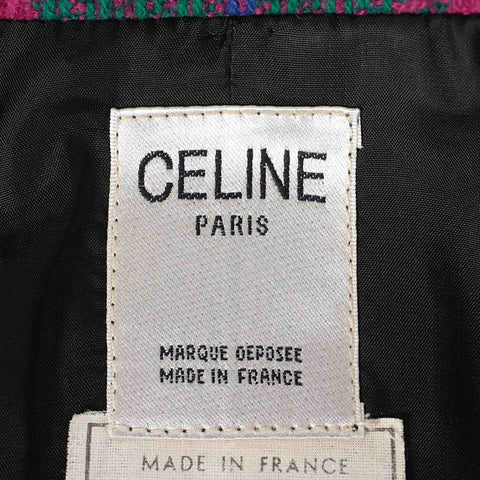 CELINE
PARIS
MARQUE DEPOSEE
MADE IN FRANCE
MADE IN FRANCE